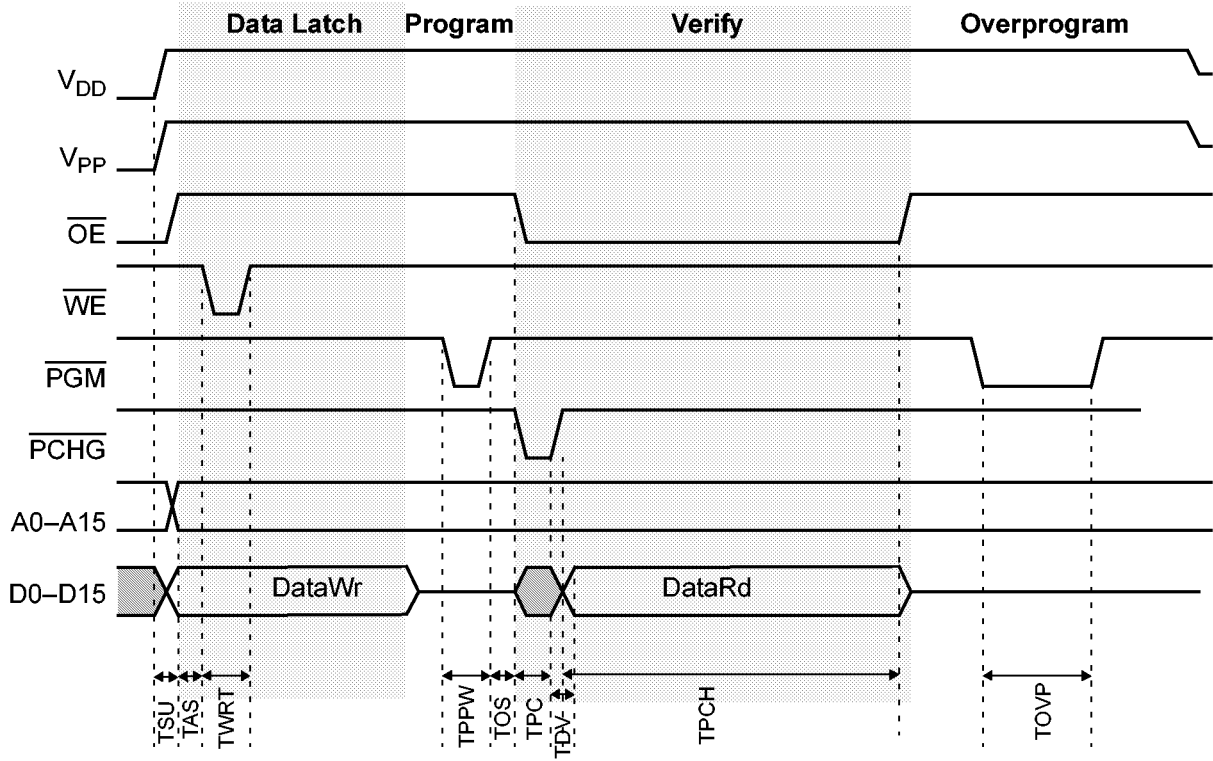 Data Latch Program Verify Overprogram
VDD
VPP
OE
WE
PGM
PCHG
A0–A15
D0–D15 DataWr DataRd
TSU TAS TWRT TPPW TOS TPC TDV TPCH TOVP